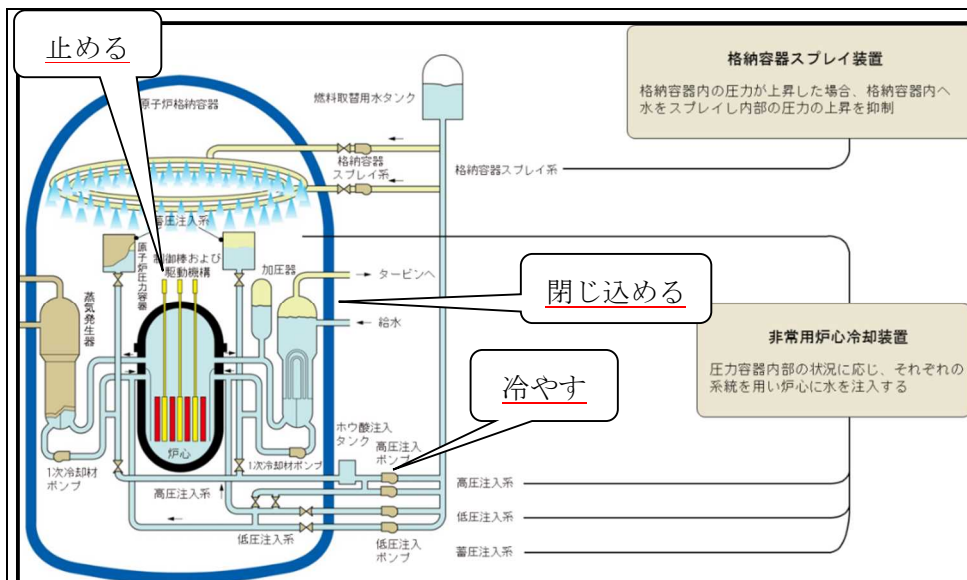 止める
原子炉格納容器
燃料取替用水タンク
格納容器スプレイ装置
格納容器内の圧力が上昇した場合、格納容器内へ
水をスプレイし内部の圧力の上昇を抑制
格納容器
スプレイ系
格納容器スプレイ系
蓄圧注入系
原子炉圧力容器
制御棒および
駆動機構
加圧器
タービンへ
蒸気発生器
閉じ込める
給水
非常用炉心冷却装置
圧力容器内部の状況に応じ、それぞれの
系統を用い炉心に水を注入する
冷やす
ホウ酸注入
タンク
高圧注入
ポンプ
炉心
1次冷却材
ポンプ
1次冷却材ポンプ
高圧注入系
高圧注入系
低圧注入系
低圧注入系
低圧注入
ポンプ
蓄圧注入系